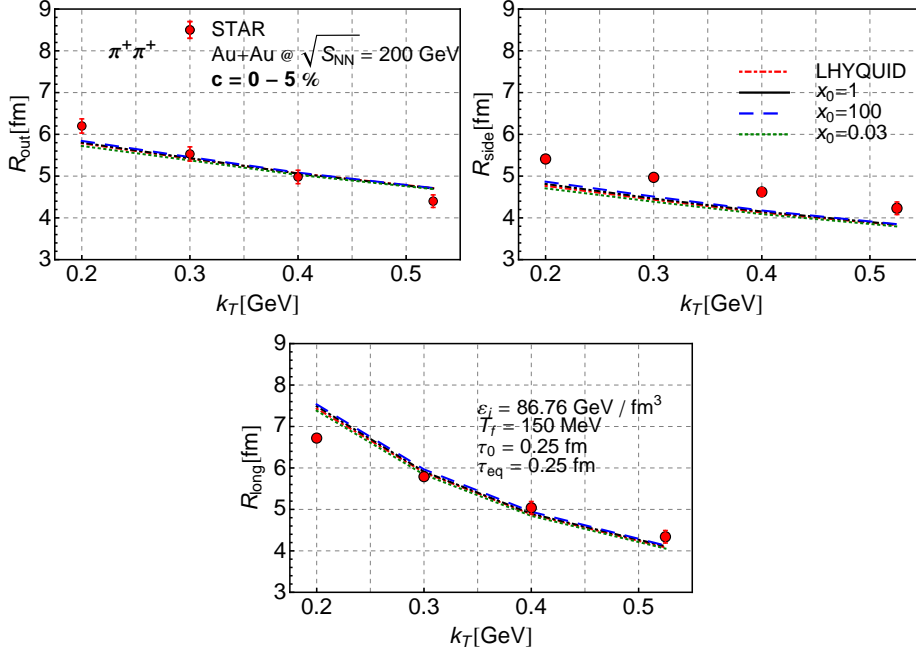 9
8
7
6
5
4
3
R_out[fm]
π⁺π⁺
STAR
Au+Au @ √S_NN = 200 GeV
c = 0 – 5 %
0.2 0.3 0.4 0.5
k_T[GeV]
9
8
7
6
5
4
3
R_side[fm]
LHYQUID
x₀=1
x₀=100
x₀=0.03
0.2 0.3 0.4 0.5
k_T[GeV]
9
8
7
6
5
4
3
R_long[fm]
ε_i = 86.76 GeV / fm³
T_f = 150 MeV
τ₀ = 0.25 fm
τ_eq = 0.25 fm
0.2 0.3 0.4 0.5
k_T[GeV]